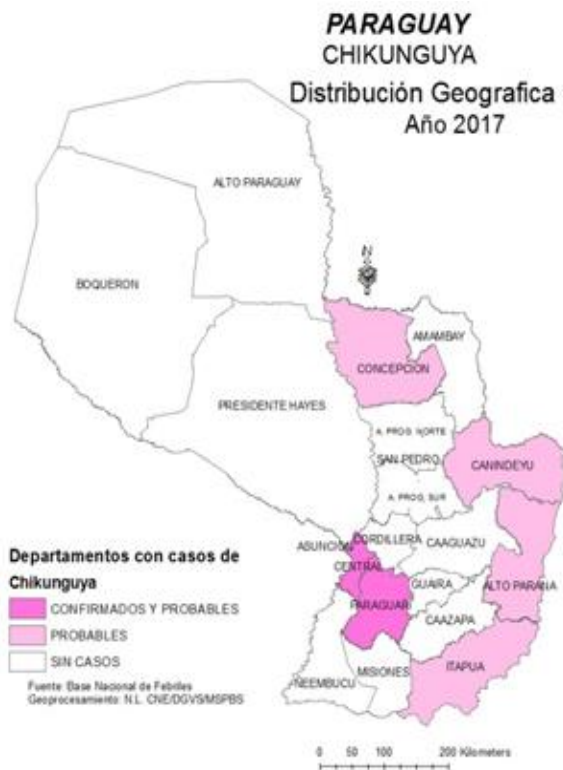 PARAGUAY
CHIKUNGUYA
Distribución Geografica
Año 2017
ALTO PARAGUAY
BOQUERON
N
AMAMBAY
CONCEPCION
PRESIDENTE HAYES
A. PROG. NORTE
SAN PEDRO
CANINDEYU
A. PROG. SUR
ASUNCION
CORDILLERA
CAAGUAZU
CENTRAL
GUAIRA
ALTO PARANA
PARAGUARI
CAAZAPA
ITAPUA
MISIONES
NEEMBUCU
Departamentos con casos de
Chikunguya
CONFIRMADOS Y PROBABLES
PROBABLES
SIN CASOS
Fuente: Base Nacional de Febriles
Geoprocesamiento: N.L. CNE/DGVS/MSPBS
0 50 100 200 Kilometers